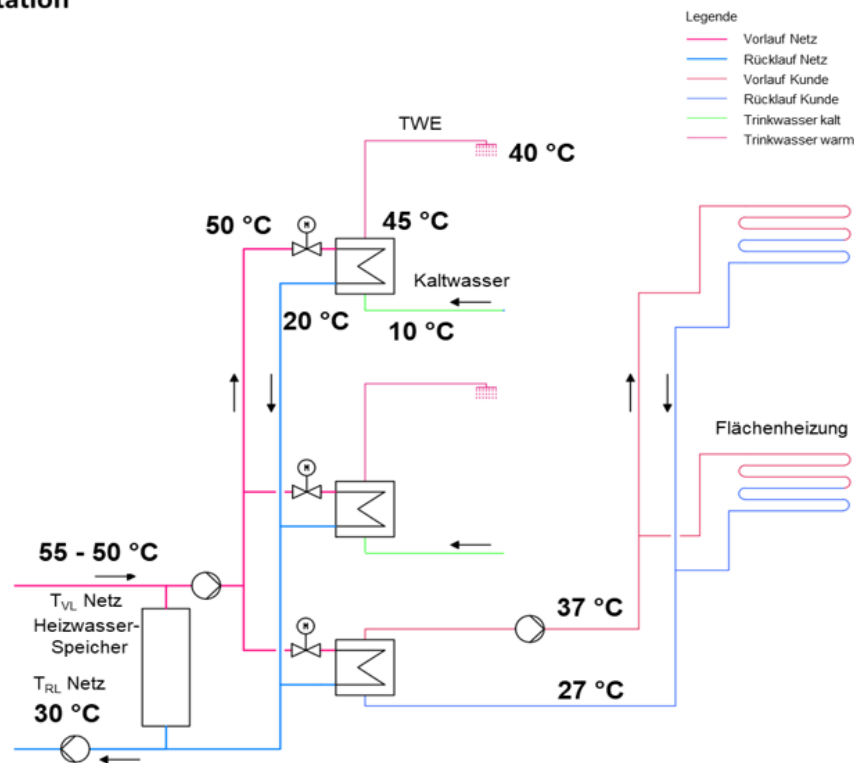 Legende
Vorlauf Netz
Rücklauf Netz
Vorlauf Kunde
Rücklauf Kunde
Trinkwasser kalt
Trinkwasser warm
TWE
40 °C
50 °C
M
45 °C
Kaltwasser
20 °C
10 °C
Flächenheizung
M
55 - 50 °C
T_VL Netz
Heizwasser-
Speicher
M
37 °C
T_RL Netz
27 °C
30 °C